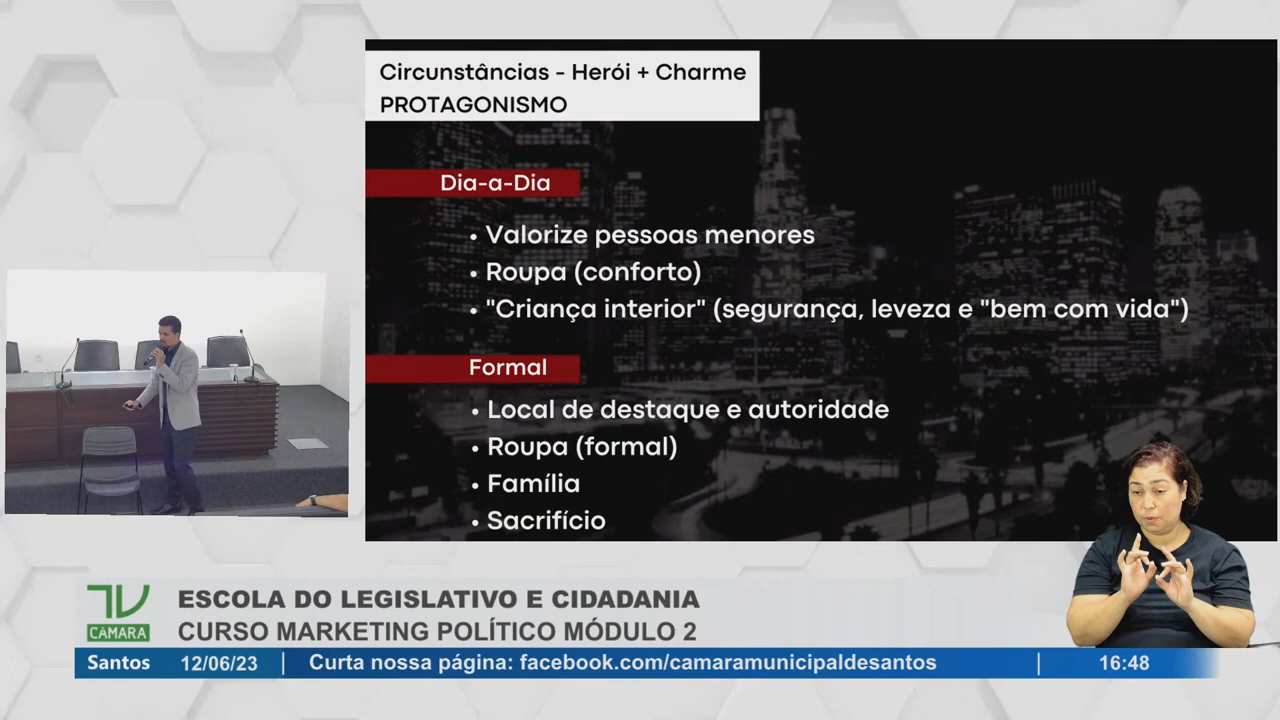 Circunstâncias - Herói + Charme
PROTAGONISMO
Dia-a-Dia
• Valorize pessoas menores
• Roupa (conforto)
• "Criança interior" (segurança, leveza e "bem com vida")
Formal
• Local de destaque e autoridade
• Roupa (formal)
• Família
• Sacrifício
TV CÂMARA
ESCOLA DO LEGISLATIVO E CIDADANIA
CURSO MARKETING POLÍTICO MÓDULO 2
Santos 12/06/23 | Curta nossa página: facebook.com/camaramunicipaldesantos | 16:48